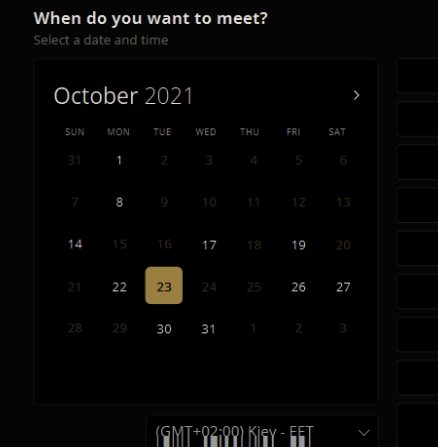 When do you want to meet?
Select a date and time
October 2021
SUN MON TUE WED THU FRI SAT
31 1 2 3 4 5 6
7 8 9 10 11 12 13
14 15 16 17 18 19 20
21 22 23 24 25 26 27
28 29 30 31 1 2 3
(GMT+02:00) Kiev - EET